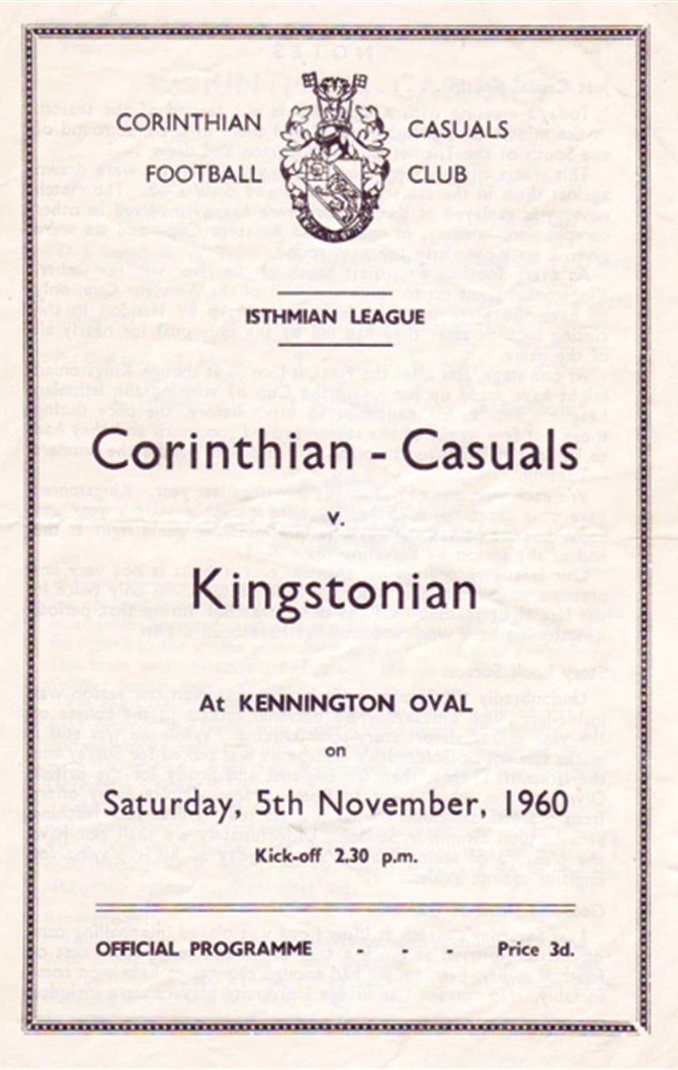 CORINTHIAN CASUALS
FOOTBALL CLUB
ISTHMIAN LEAGUE
Corinthian - Casuals
v.
Kingstonian
At KENNINGTON OVAL
on
Saturday, 5th November, 1960
Kick-off 2.30 p.m.
OFFICIAL PROGRAMME - - Price 3d.